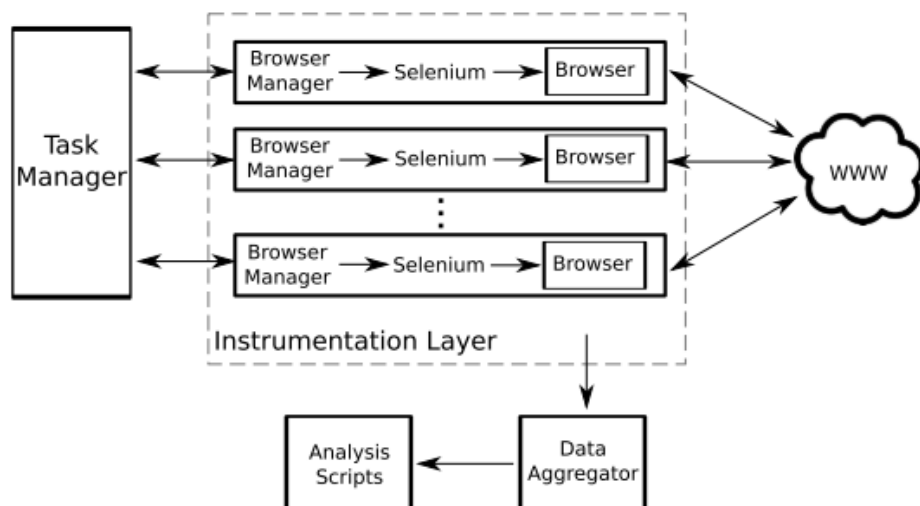 Task
Manager
Browser
Manager
Selenium
Browser
Browser
Manager
Selenium
Browser
Browser
Manager
Selenium
Browser
Instrumentation Layer
WWW
Analysis
Scripts
Data
Aggregator